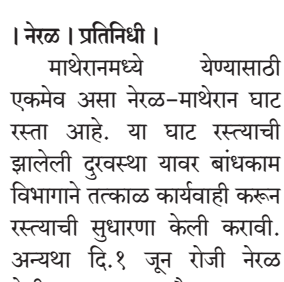 । नेरळ । प्रतिनिधी ।
माथेरानमध्ये येण्यासाठी
एकमेव असा नेरळ-माथेरान घाट
रस्ता आहे. या घाट रस्त्याची
झालेली दुरवस्था यावर बांधकाम
विभागाने तत्काळ कार्यवाही करून
रस्त्याची सुधारणा केली करावी.
अन्यथा दि.१ जून रोजी नेरळ